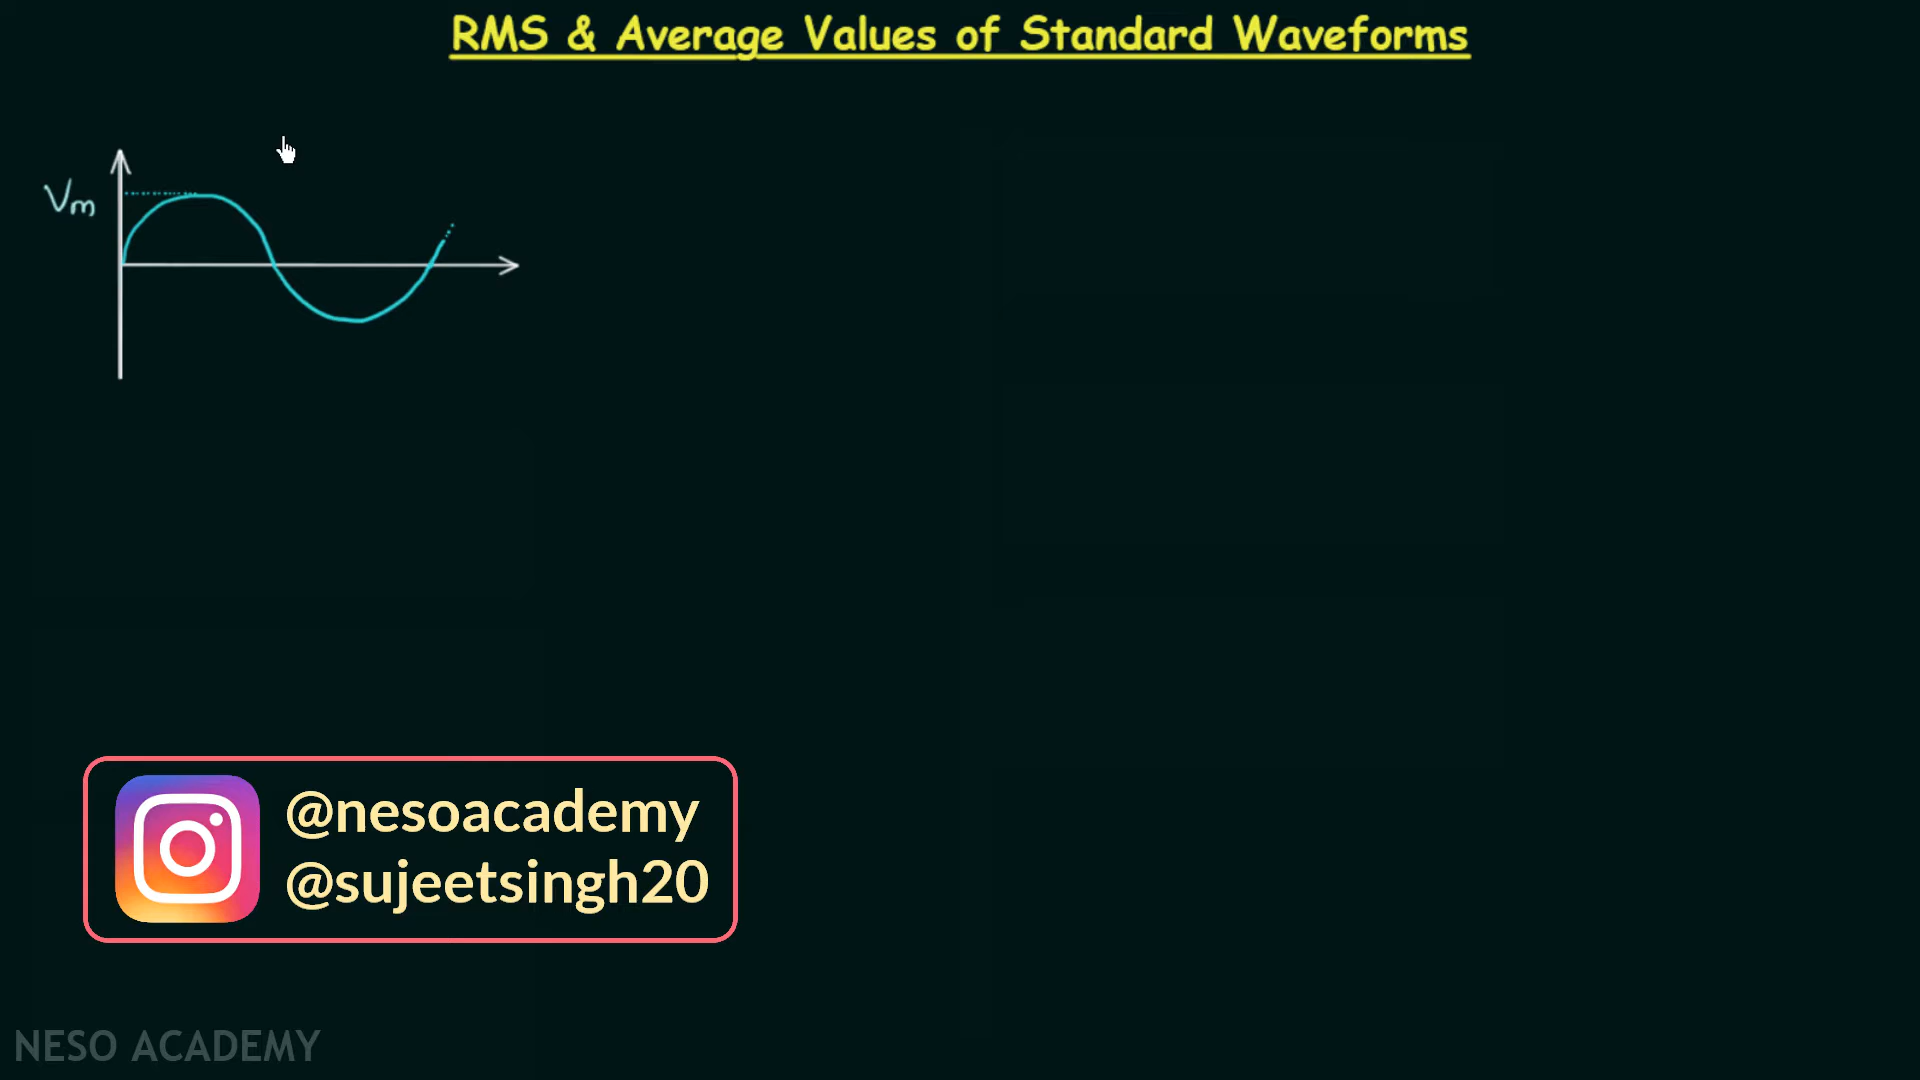 RMS & Average Values of Standard Waveforms
Vm
@nesoacademy
@sujeetsingh20
NESO ACADEMY